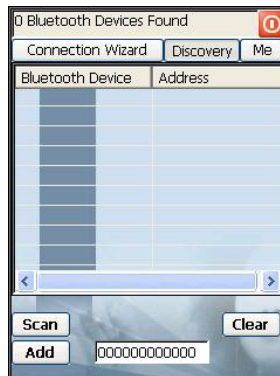 0 Bluetooth Devices Found
Connection Wizard Discovery Me
Bluetooth Device Address
Scan Clear
Add 000000000000